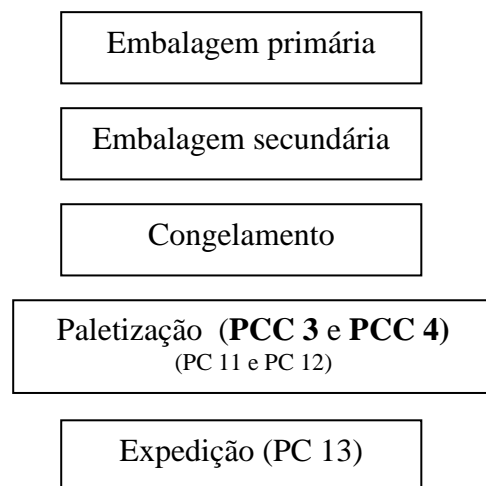 Embalagem primária
Embalagem secundária
Congelamento
Paletização (PCC 3 e PCC 4)
(PC 11 e PC 12)
Expedição (PC 13)